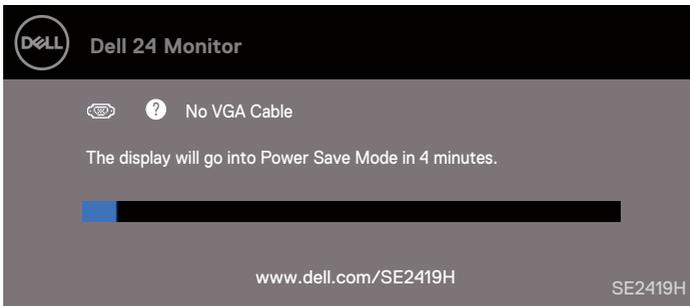 DELL
Dell 24 Monitor
? No VGA Cable
The display will go into Power Save Mode in 4 minutes.
www.dell.com/SE2419H
SE2419H